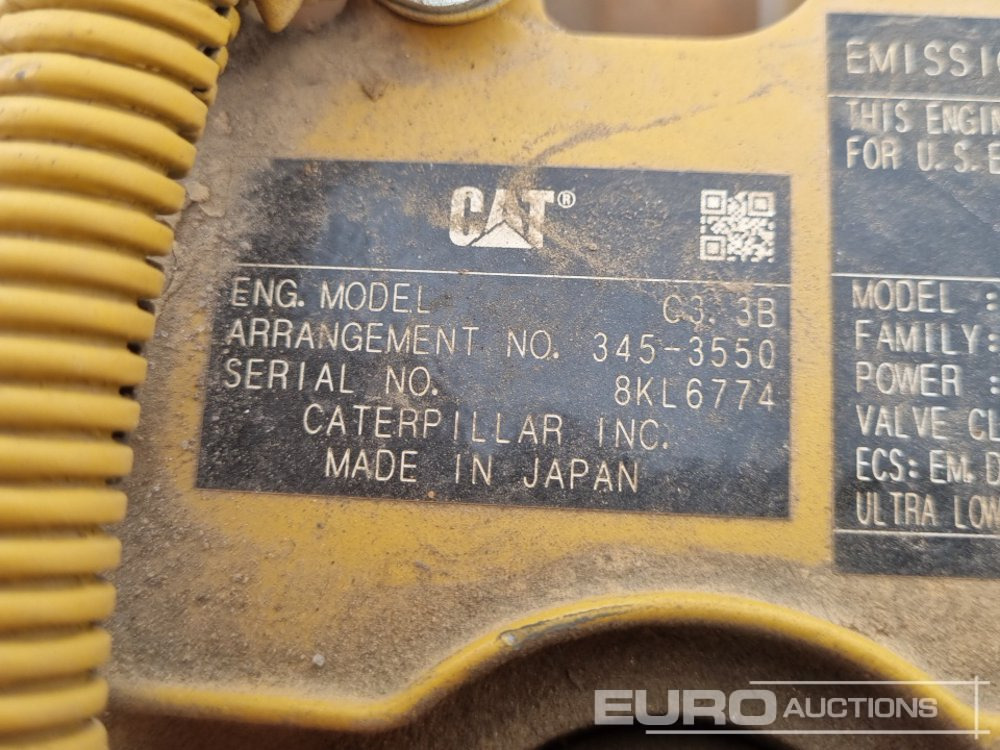 CAT®
ENG. MODEL C3.3B
ARRANGEMENT NO. 345-3550
SERIAL NO. 8KL6774
CATERPILLAR INC.
MADE IN JAPAN
EMISSIO
THIS ENGIN
FOR U.S.E
MODEL :
FAMILY:
POWER :
VALVE CL
ECS: EM. D
ULTRA LOW
EURO AUCTIONS